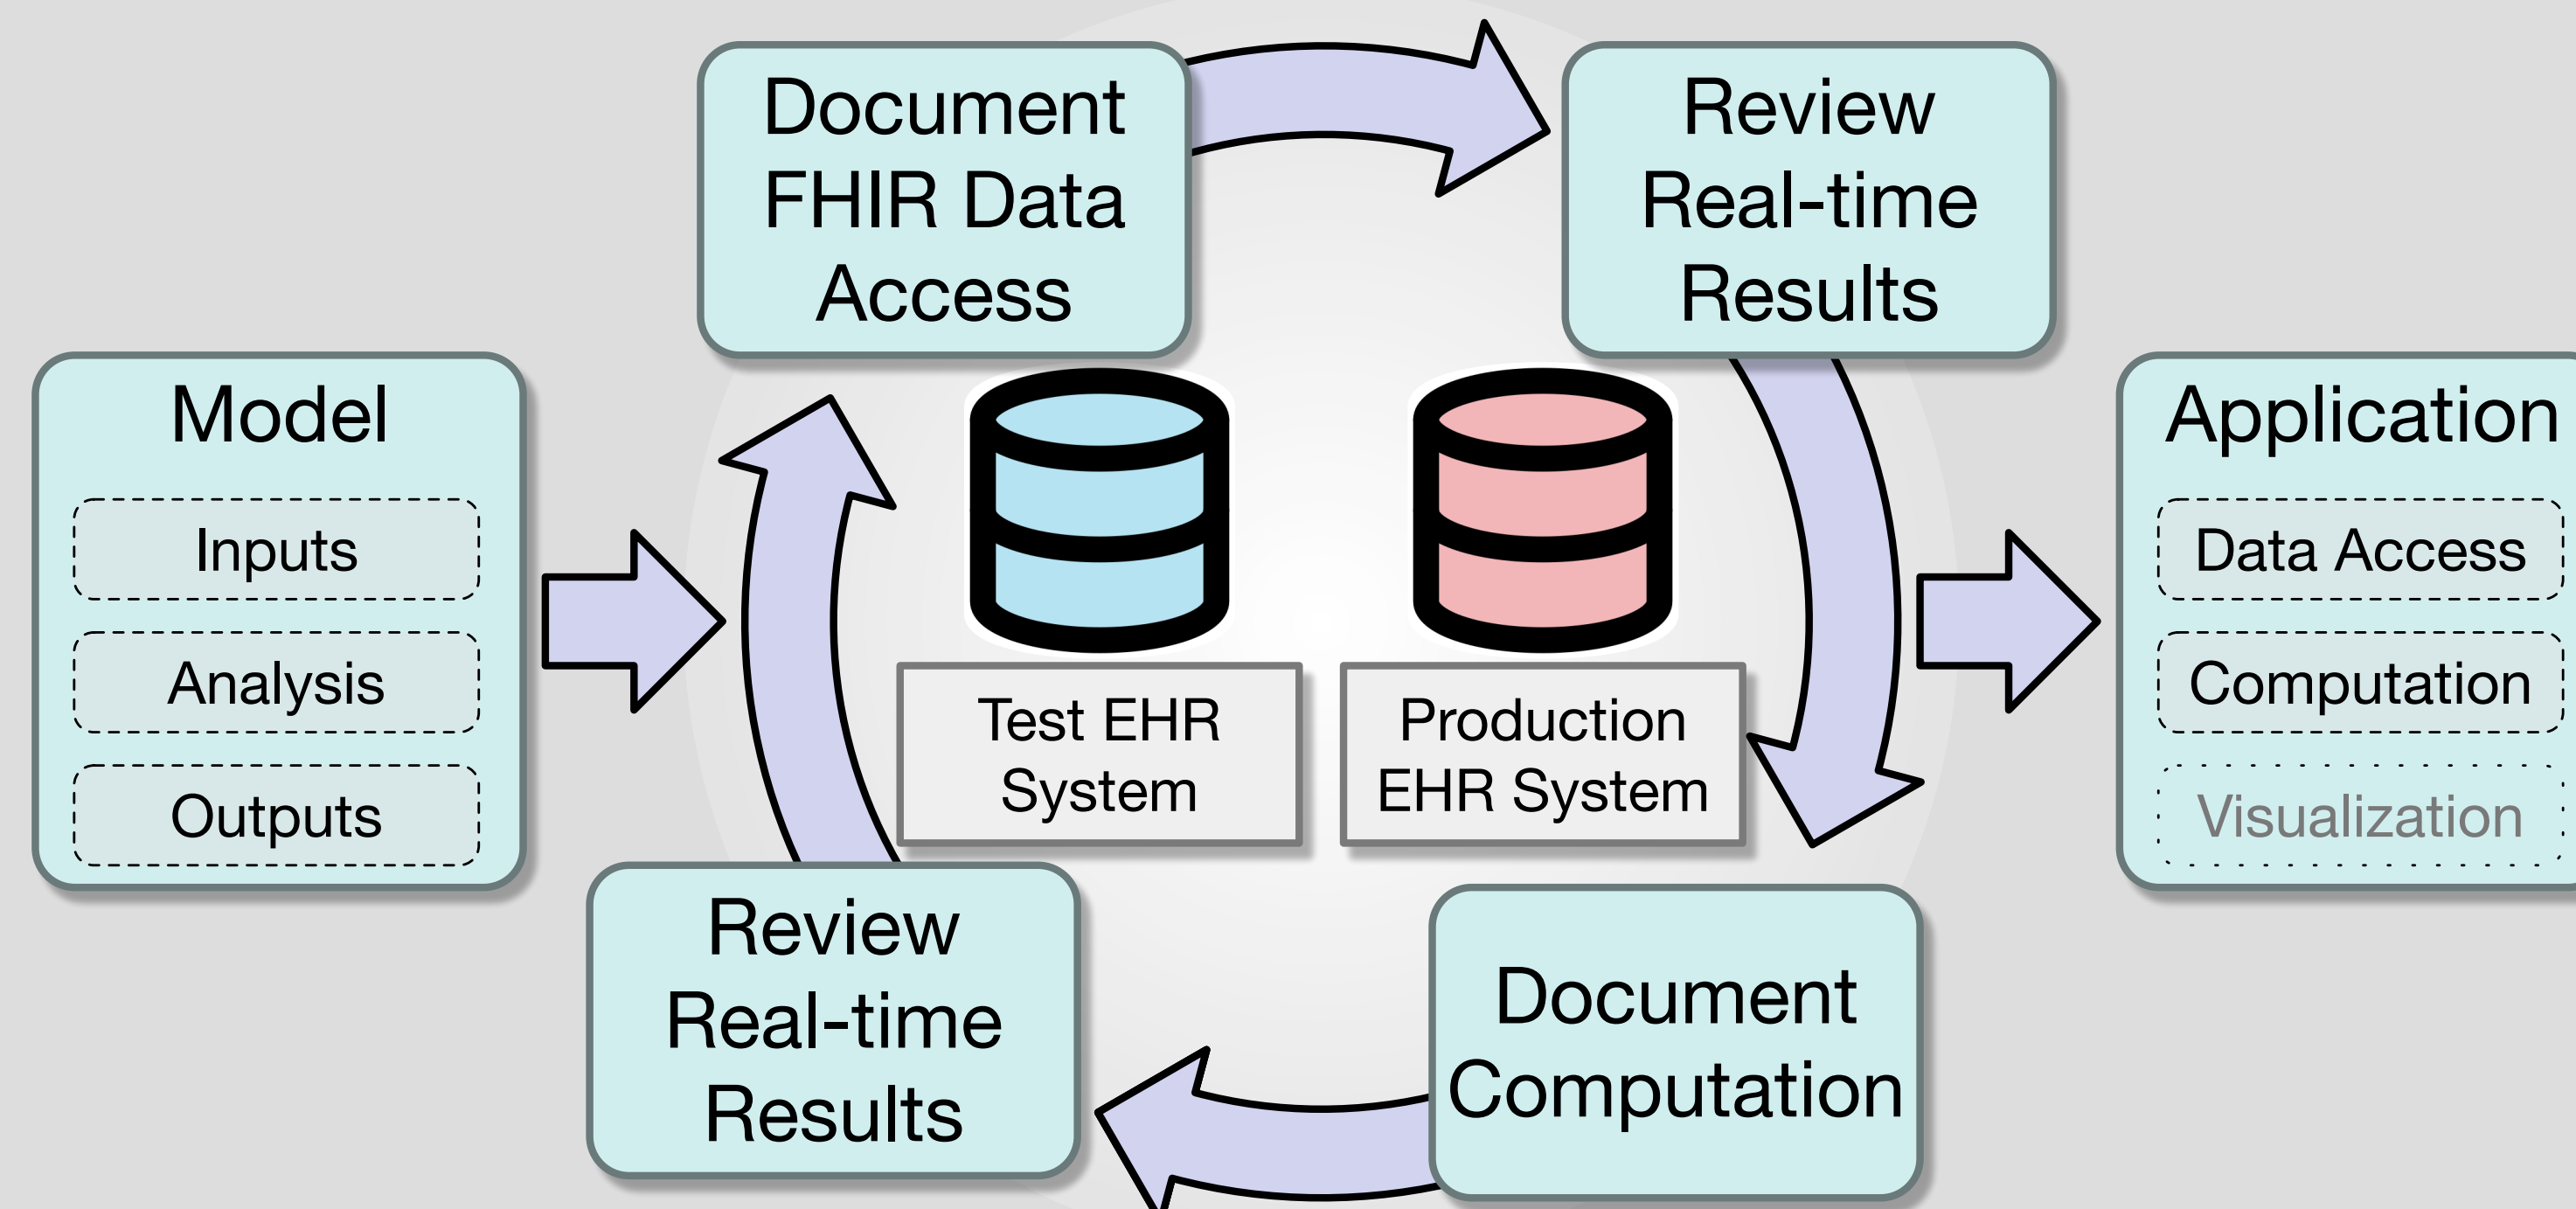 Document
FHIR Data
Access
Review
Real-time
Results
Model
Inputs
Analysis
Outputs
Test EHR
System
Production
EHR System
Application
Data Access
Computation
Visualization
Review
Real-time
Results
Document
Computation